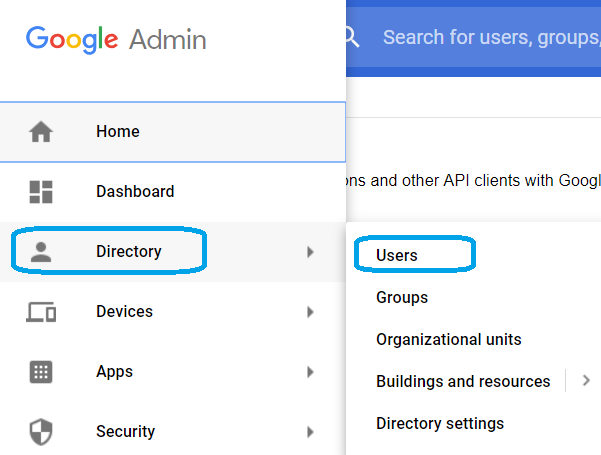 Google Admin
Search for users, groups,
Home
Dashboard
ons and other API clients with Googl
Directory
Devices
Apps
Security
Users
Groups
Organizational units
Buildings and resources
Directory settings